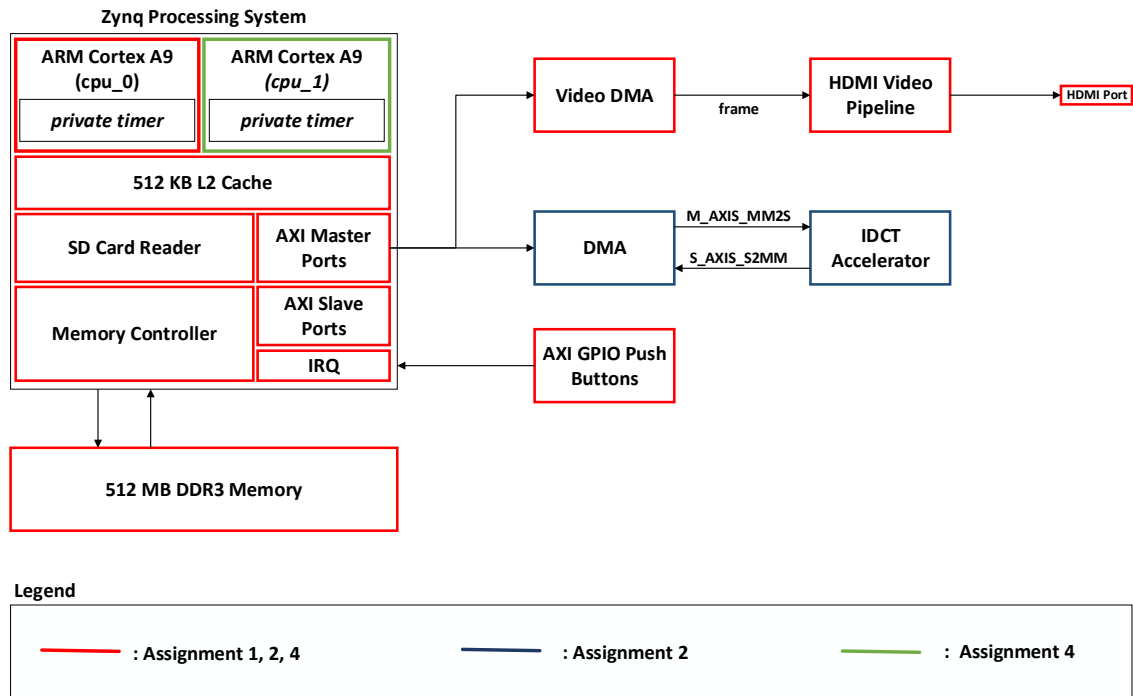 Zynq Processing System
ARM Cortex A9
(cpu_0)
private timer
ARM Cortex A9
(cpu_1)
private timer
512 KB L2 Cache
SD Card Reader
AXI Master
Ports
Memory Controller
AXI Slave
Ports
IRQ
512 MB DDR3 Memory
Video DMA
frame
HDMI Video
Pipeline
HDMI Port
DMA
M_AXIS_MM2S
S_AXIS_S2MM
IDCT
Accelerator
AXI GPIO Push
Buttons
Legend
: Assignment 1, 2, 4
: Assignment 2
: Assignment 4